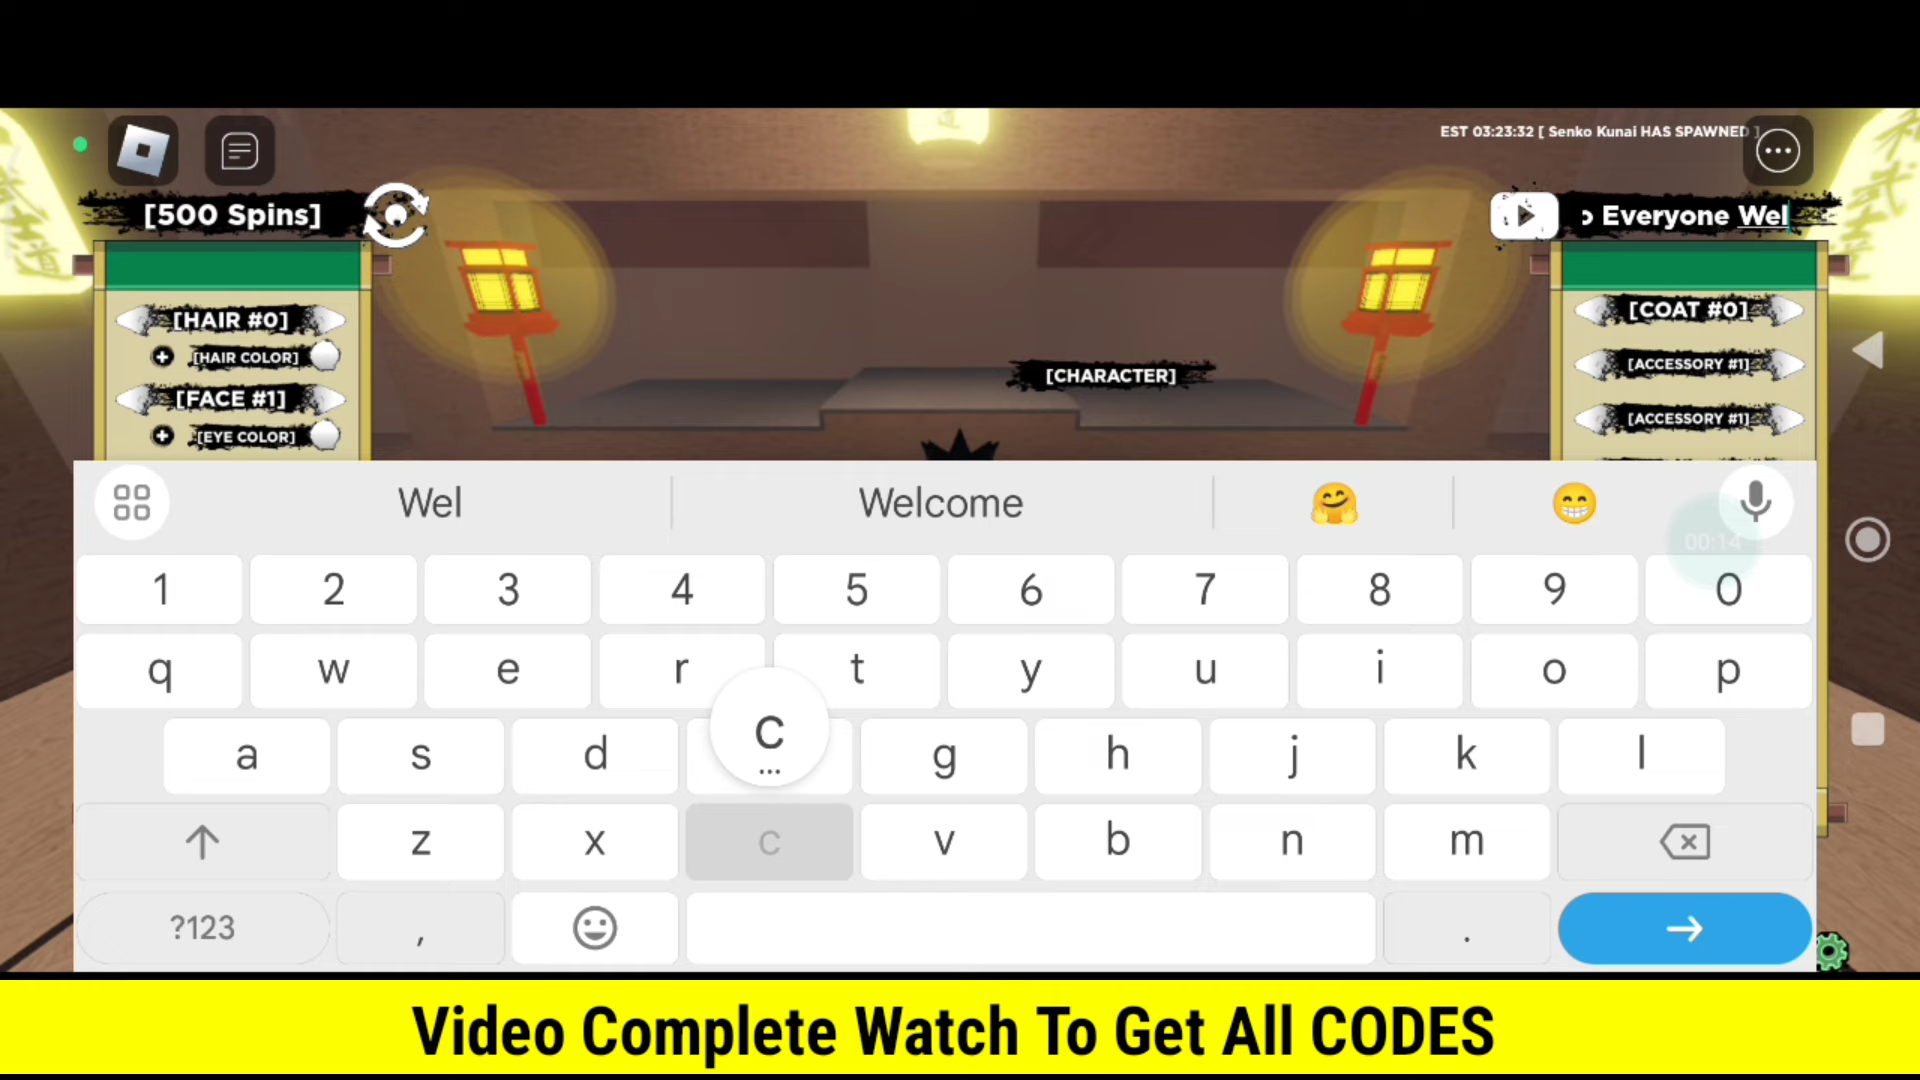 EST 03:23:32 [ Senko Kunai HAS SPAWNED ]
[500 Spins]
Everyone Wel
[HAIR #0]
[HAIR COLOR]
[FACE #1]
[EYE COLOR]
[CHARACTER]
[COAT #0]
[ACCESSORY #1]
[ACCESSORY #1]
Wel Welcome
00:14
1 2 3 4 5 6 7 8 9 0
q w e r t y u i o p
a s d g h j k l
c
z x c v b n m
?123 , .
Video Complete Watch To Get All CODES